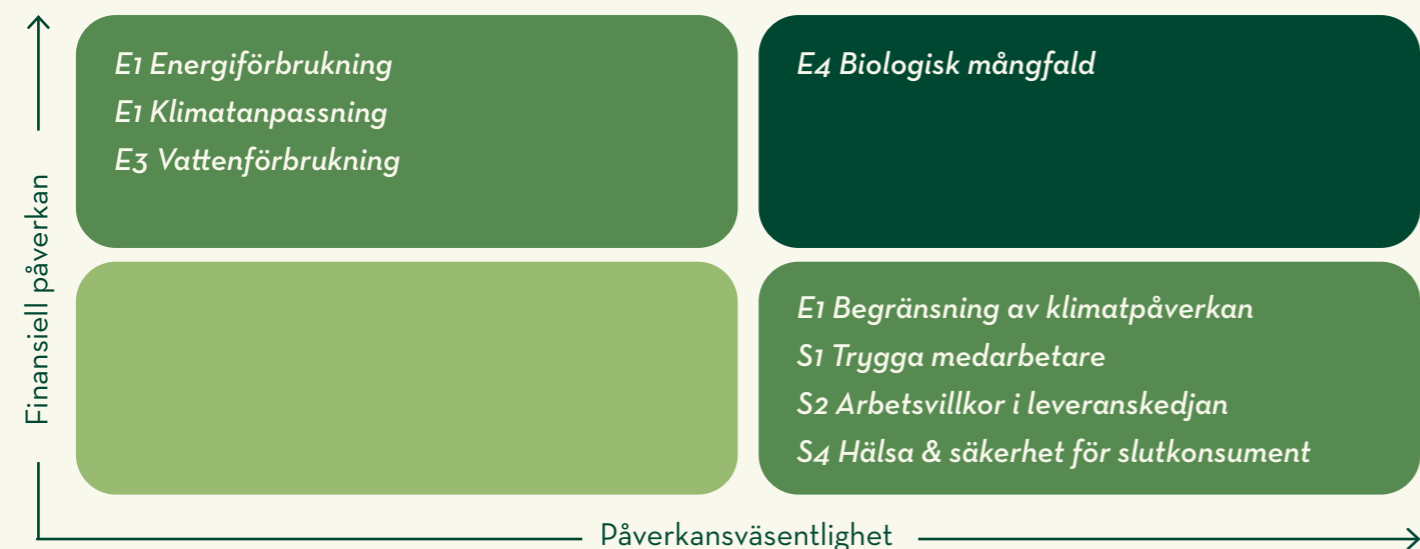 Finansiell påverkan
E1 Energiförbrukning
E1 Klimatanpassning
E3 Vattenförbrukning
E4 Biologisk mångfald
E1 Begränsning av klimatpåverkan
S1 Trygga medarbetare
S2 Arbetsvillkor i leveranskedjan
S4 Hälsa & säkerhet för slutkonsument
Påverkansväsentlighet